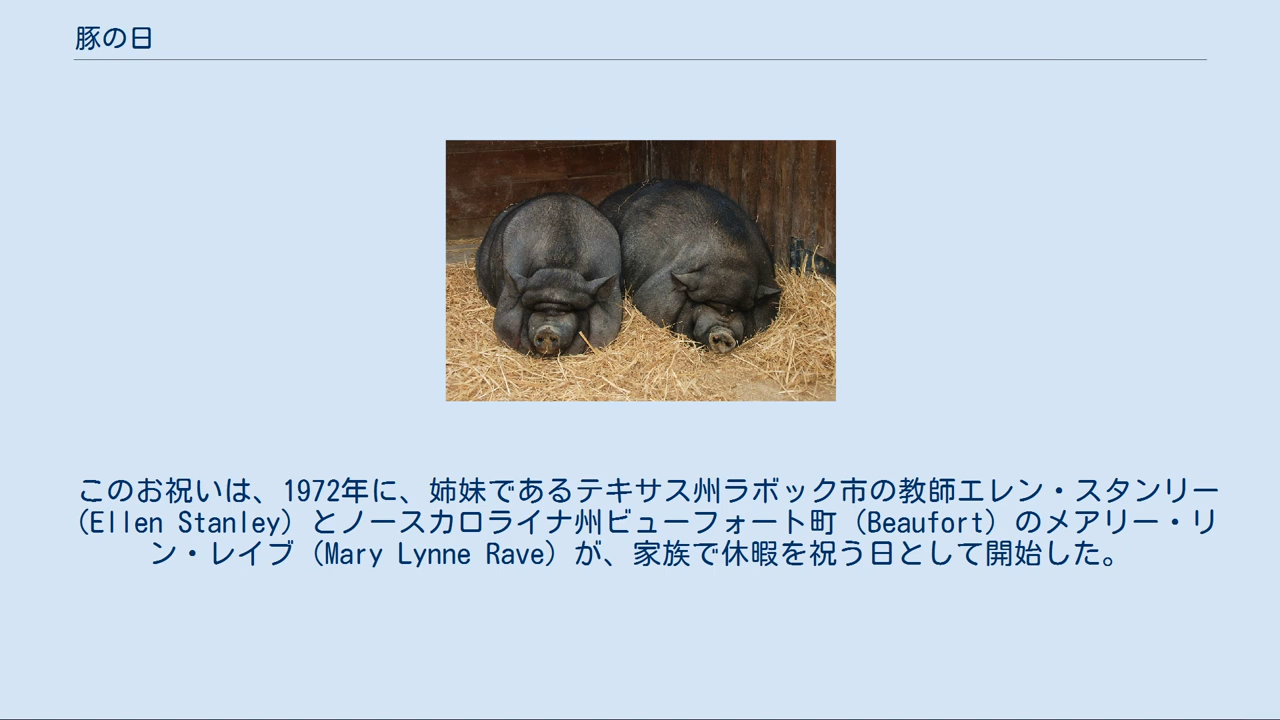 豚の日
このお祝いは、1972年に、姉妹であるテキサス州ラボック市の教師エレン・スタンリー
(Ellen Stanley) とノースカロライナ州ビューフォート町 (Beaufort) のメアリー・リ
ン・レイブ (Mary Lynne Rave) が、家族で休暇を祝う日として開始した。